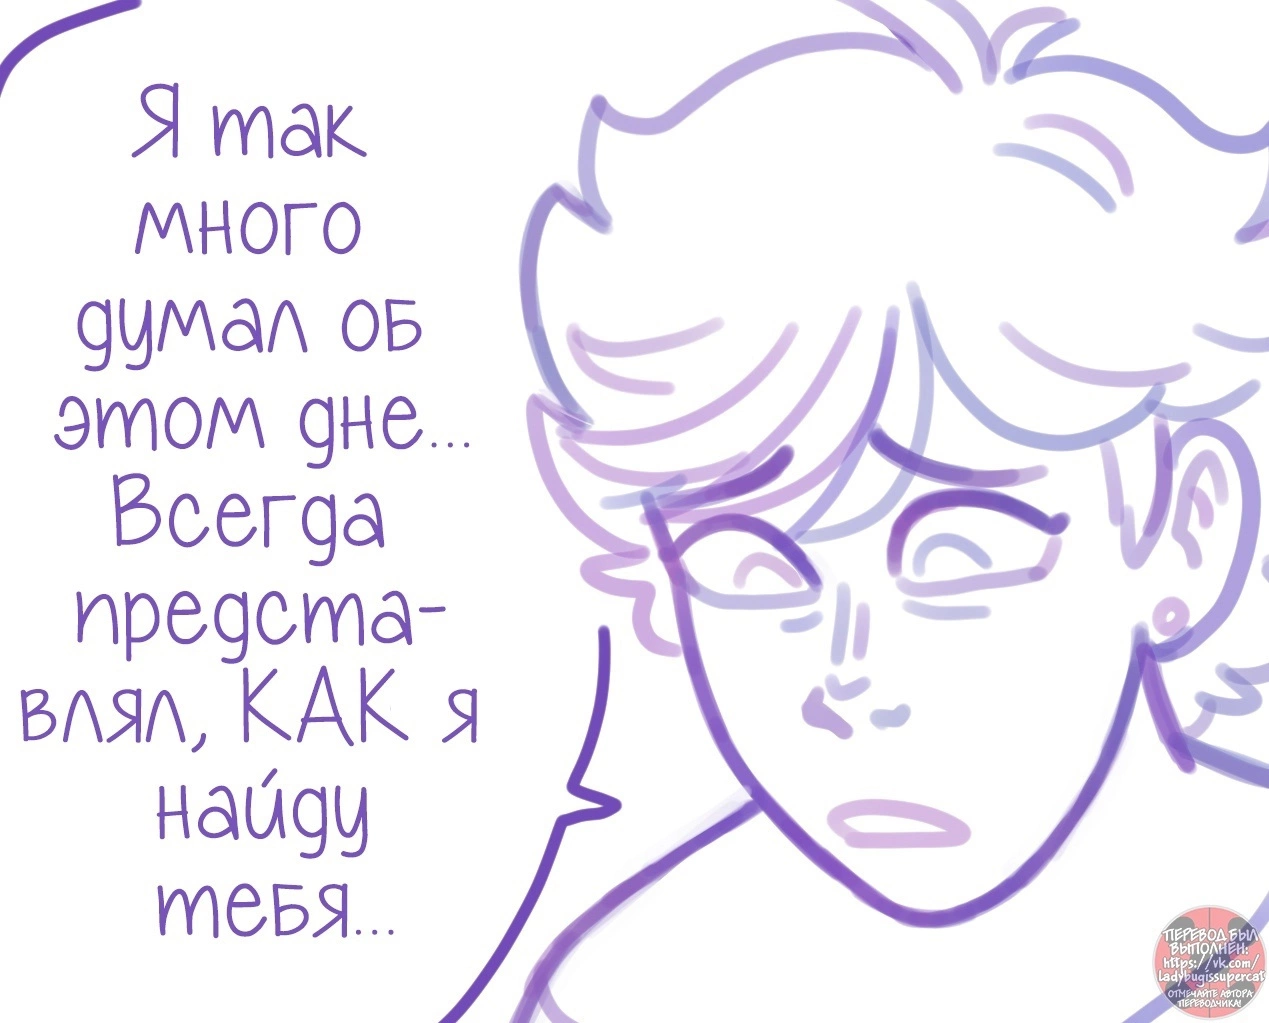 Я так
много
думал об
этом дне...
Всегда
предста-
влял, КАК я
найду
тебя...
ПЕРЕВОД БЫЛ
ВЫПОЛНЕН:
https://vk.com/
ladybugissupercat
ОТМЕЧАЙТЕ АВТОРА
ПЕРЕВОДЧИКА!